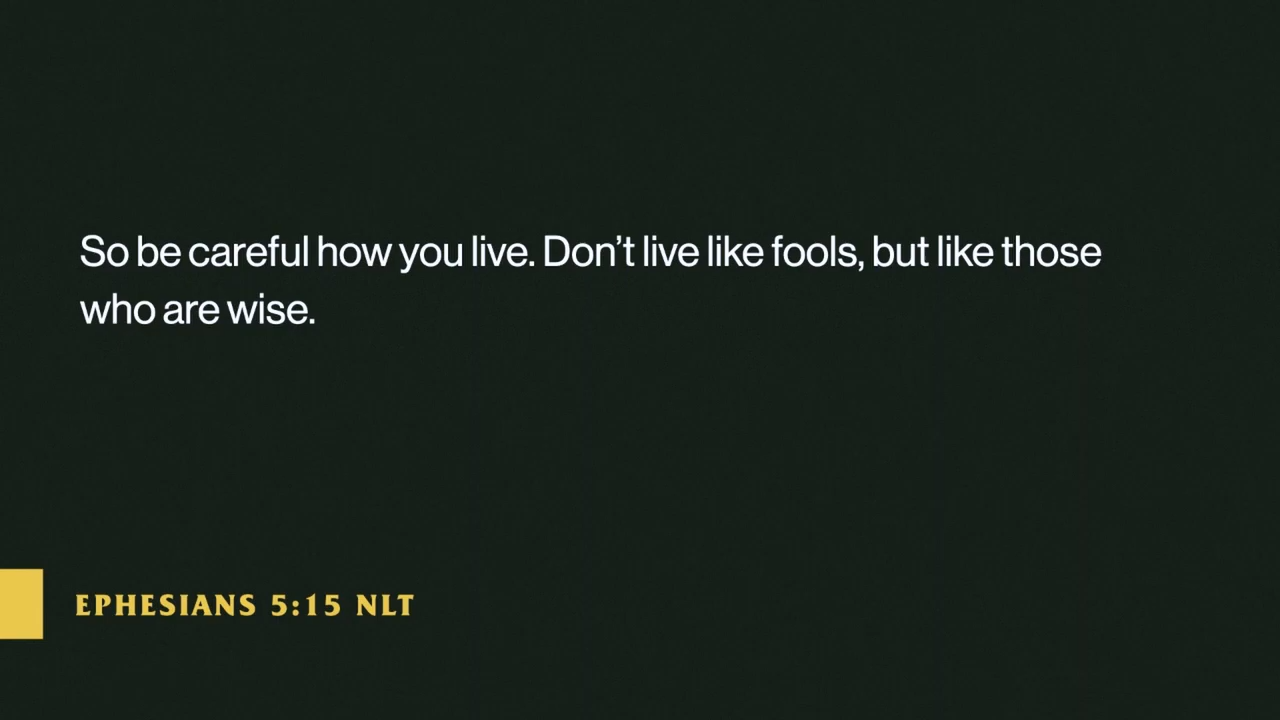 So be careful how you live. Don’t live like fools, but like those
who are wise.
EPHESIANS 5:15 NLT